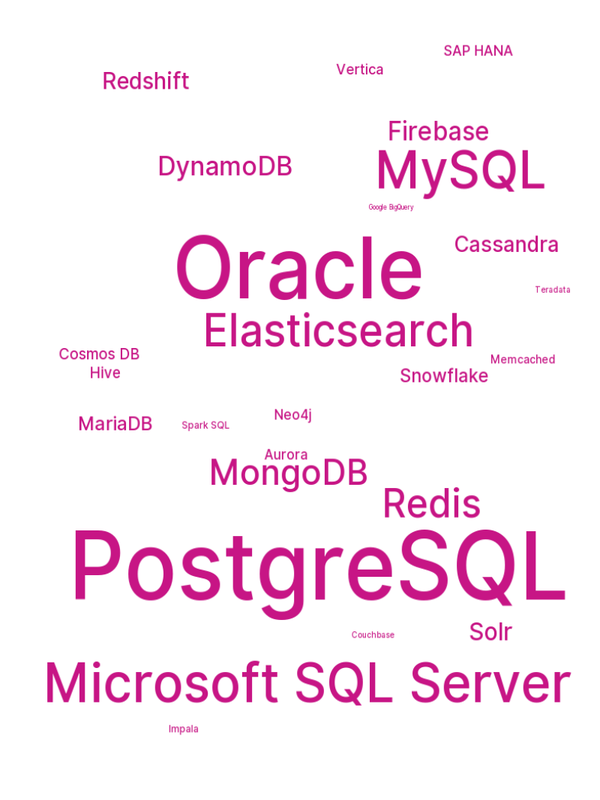 SAP HANA
Vertica
Redshift
Firebase
DynamoDB
MySQL
Google BigQuery
Cassandra
Oracle
Teradata
Elasticsearch
Cosmos DB
Memcached
Hive
Snowflake
Neo4j
MariaDB
Spark SQL
Aurora
MongoDB
Redis
PostgreSQL
Solr
Couchbase
Microsoft SQL Server
Impala